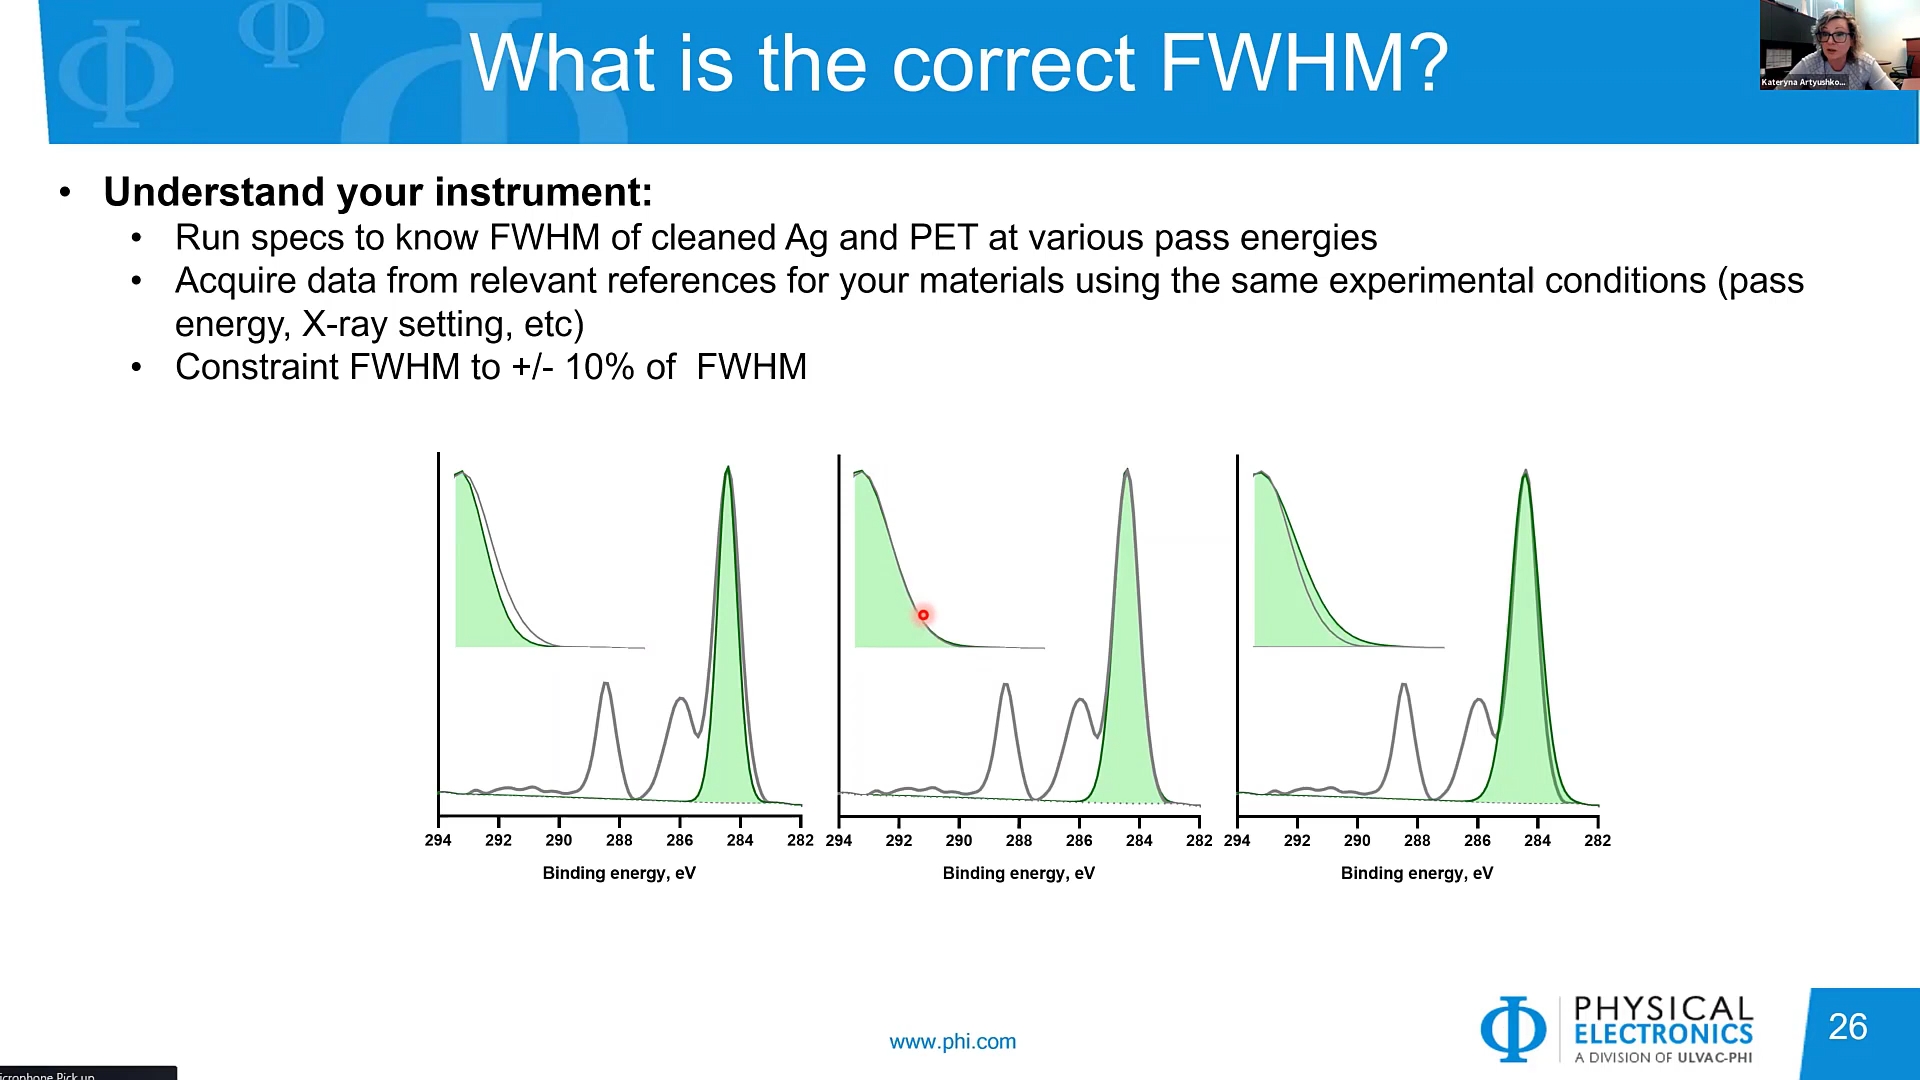 What is the correct FWHM?
Kateryna Artyushko...
• Understand your instrument:
• Run specs to know FWHM of cleaned Ag and PET at various pass energies
• Acquire data from relevant references for your materials using the same experimental conditions (pass
energy, X-ray setting, etc)
• Constraint FWHM to +/- 10% of FWHM
294 292 290 288 286 284 282
Binding energy, eV
294 292 290 288 286 284 282
Binding energy, eV
294 292 290 288 286 284 282
Binding energy, eV
www.phi.com
PHYSICAL
ELECTRONICS
A DIVISION OF ULVAC-PHI
26